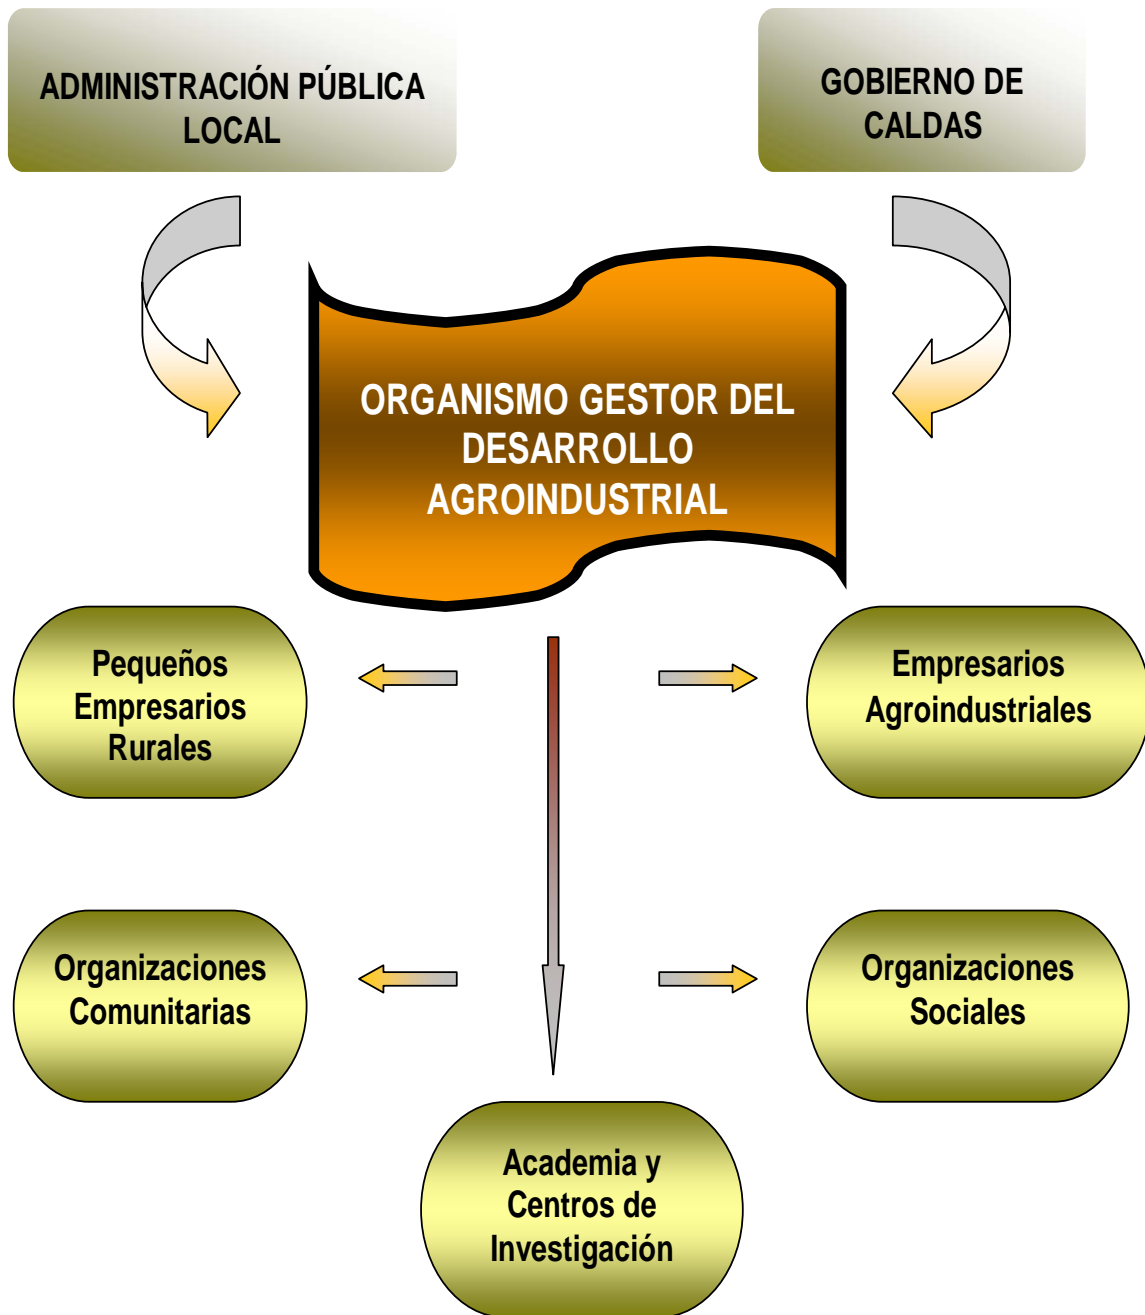 ADMINISTRACIÓN PÚBLICA
LOCAL
GOBIERNO DE
CALDAS
ORGANISMO GESTOR DEL
DESARROLLO
AGROINDUSTRIAL
Pequeños
Empresarios
Rurales
Empresarios
Agroindustriales
Organizaciones
Comunitarias
Organizaciones
Sociales
Academia y
Centros de
Investigación